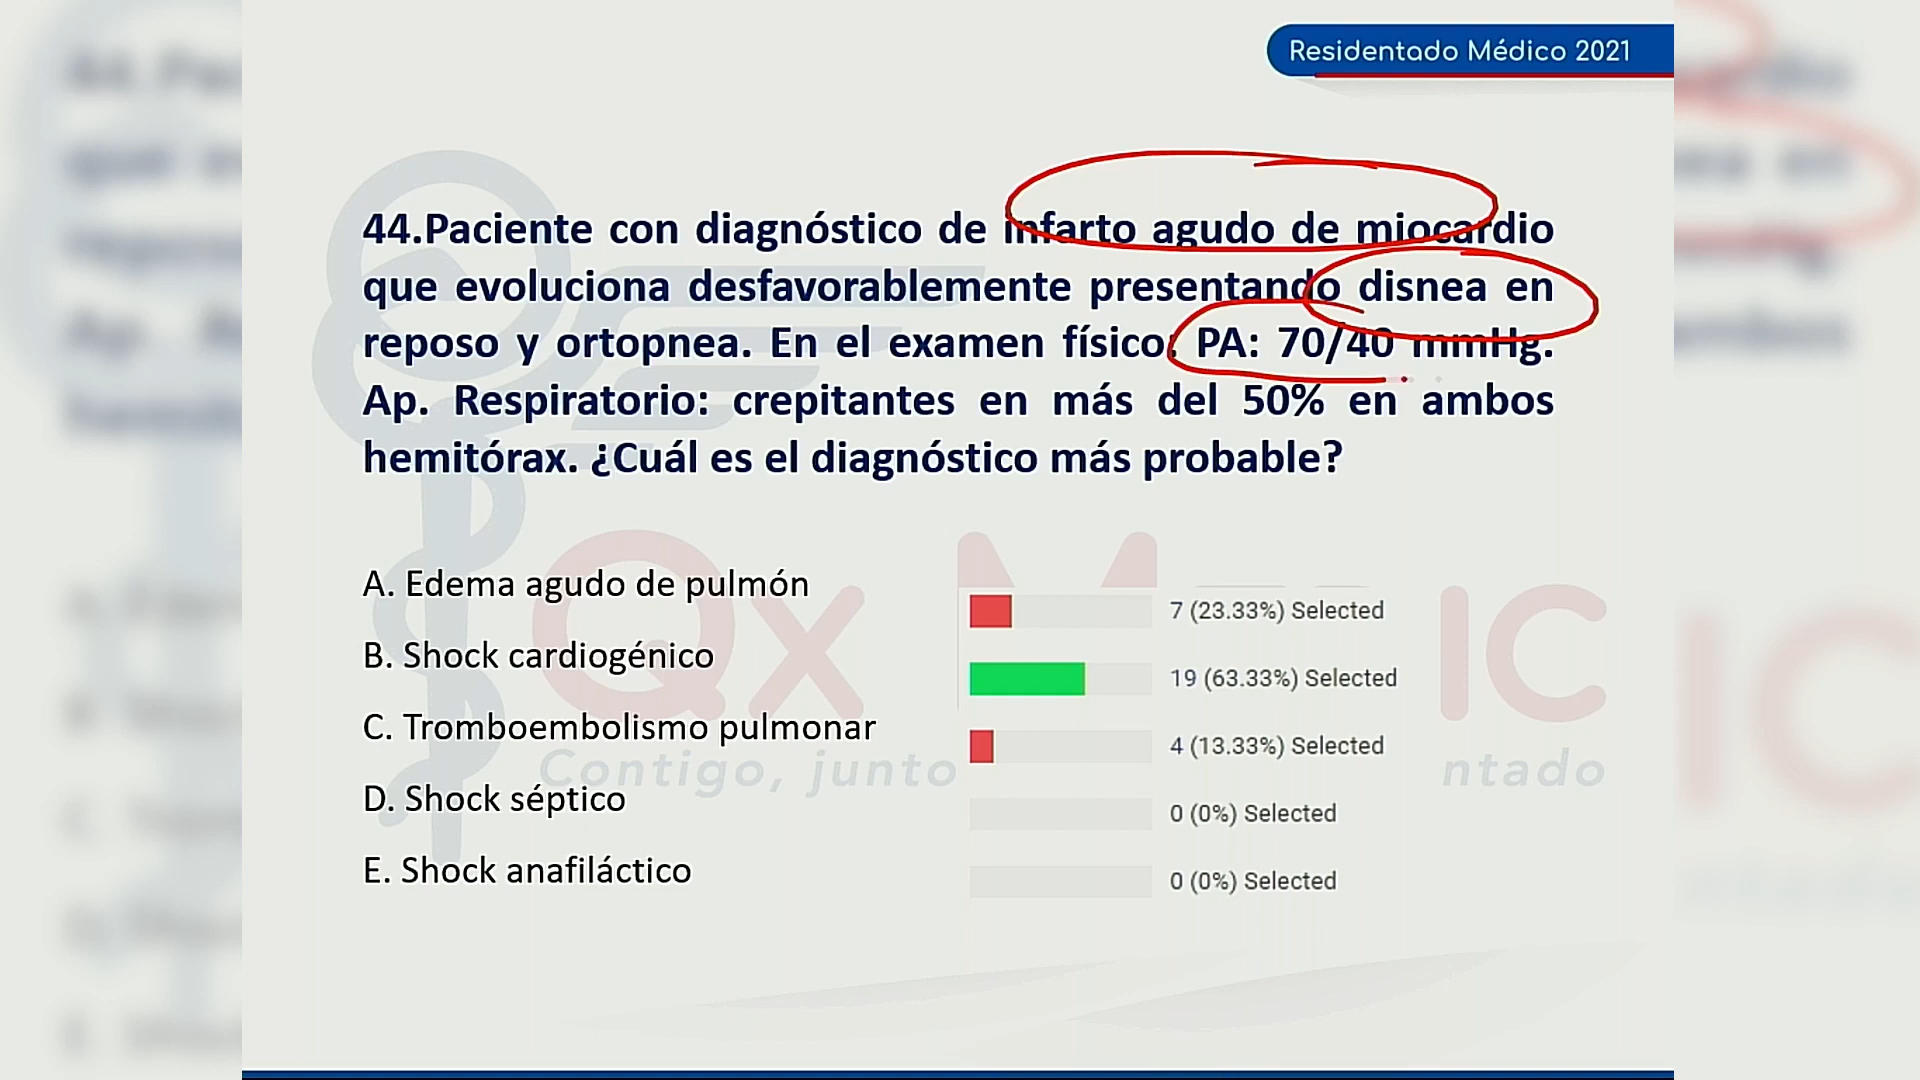 Residentado Médico 2021
44.Paciente con diagnóstico de infarto agudo de miocardio
que evoluciona desfavorablemente presentando disnea en
reposo y ortopnea. En el examen físico: PA: 70/40 mmHg.
Ap. Respiratorio: crepitantes en más del 50% en ambos
hemitórax. ¿Cuál es el diagnóstico más probable?
A. Edema agudo de pulmón
7 (23.33%) Selected
B. Shock cardiogénico
19 (63.33%) Selected
C. Tromboembolismo pulmonar
4 (13.33%) Selected
D. Shock séptico
0 (0%) Selected
E. Shock anafiláctico
0 (0%) Selected
Qx M IC
Contigo, junto ntado